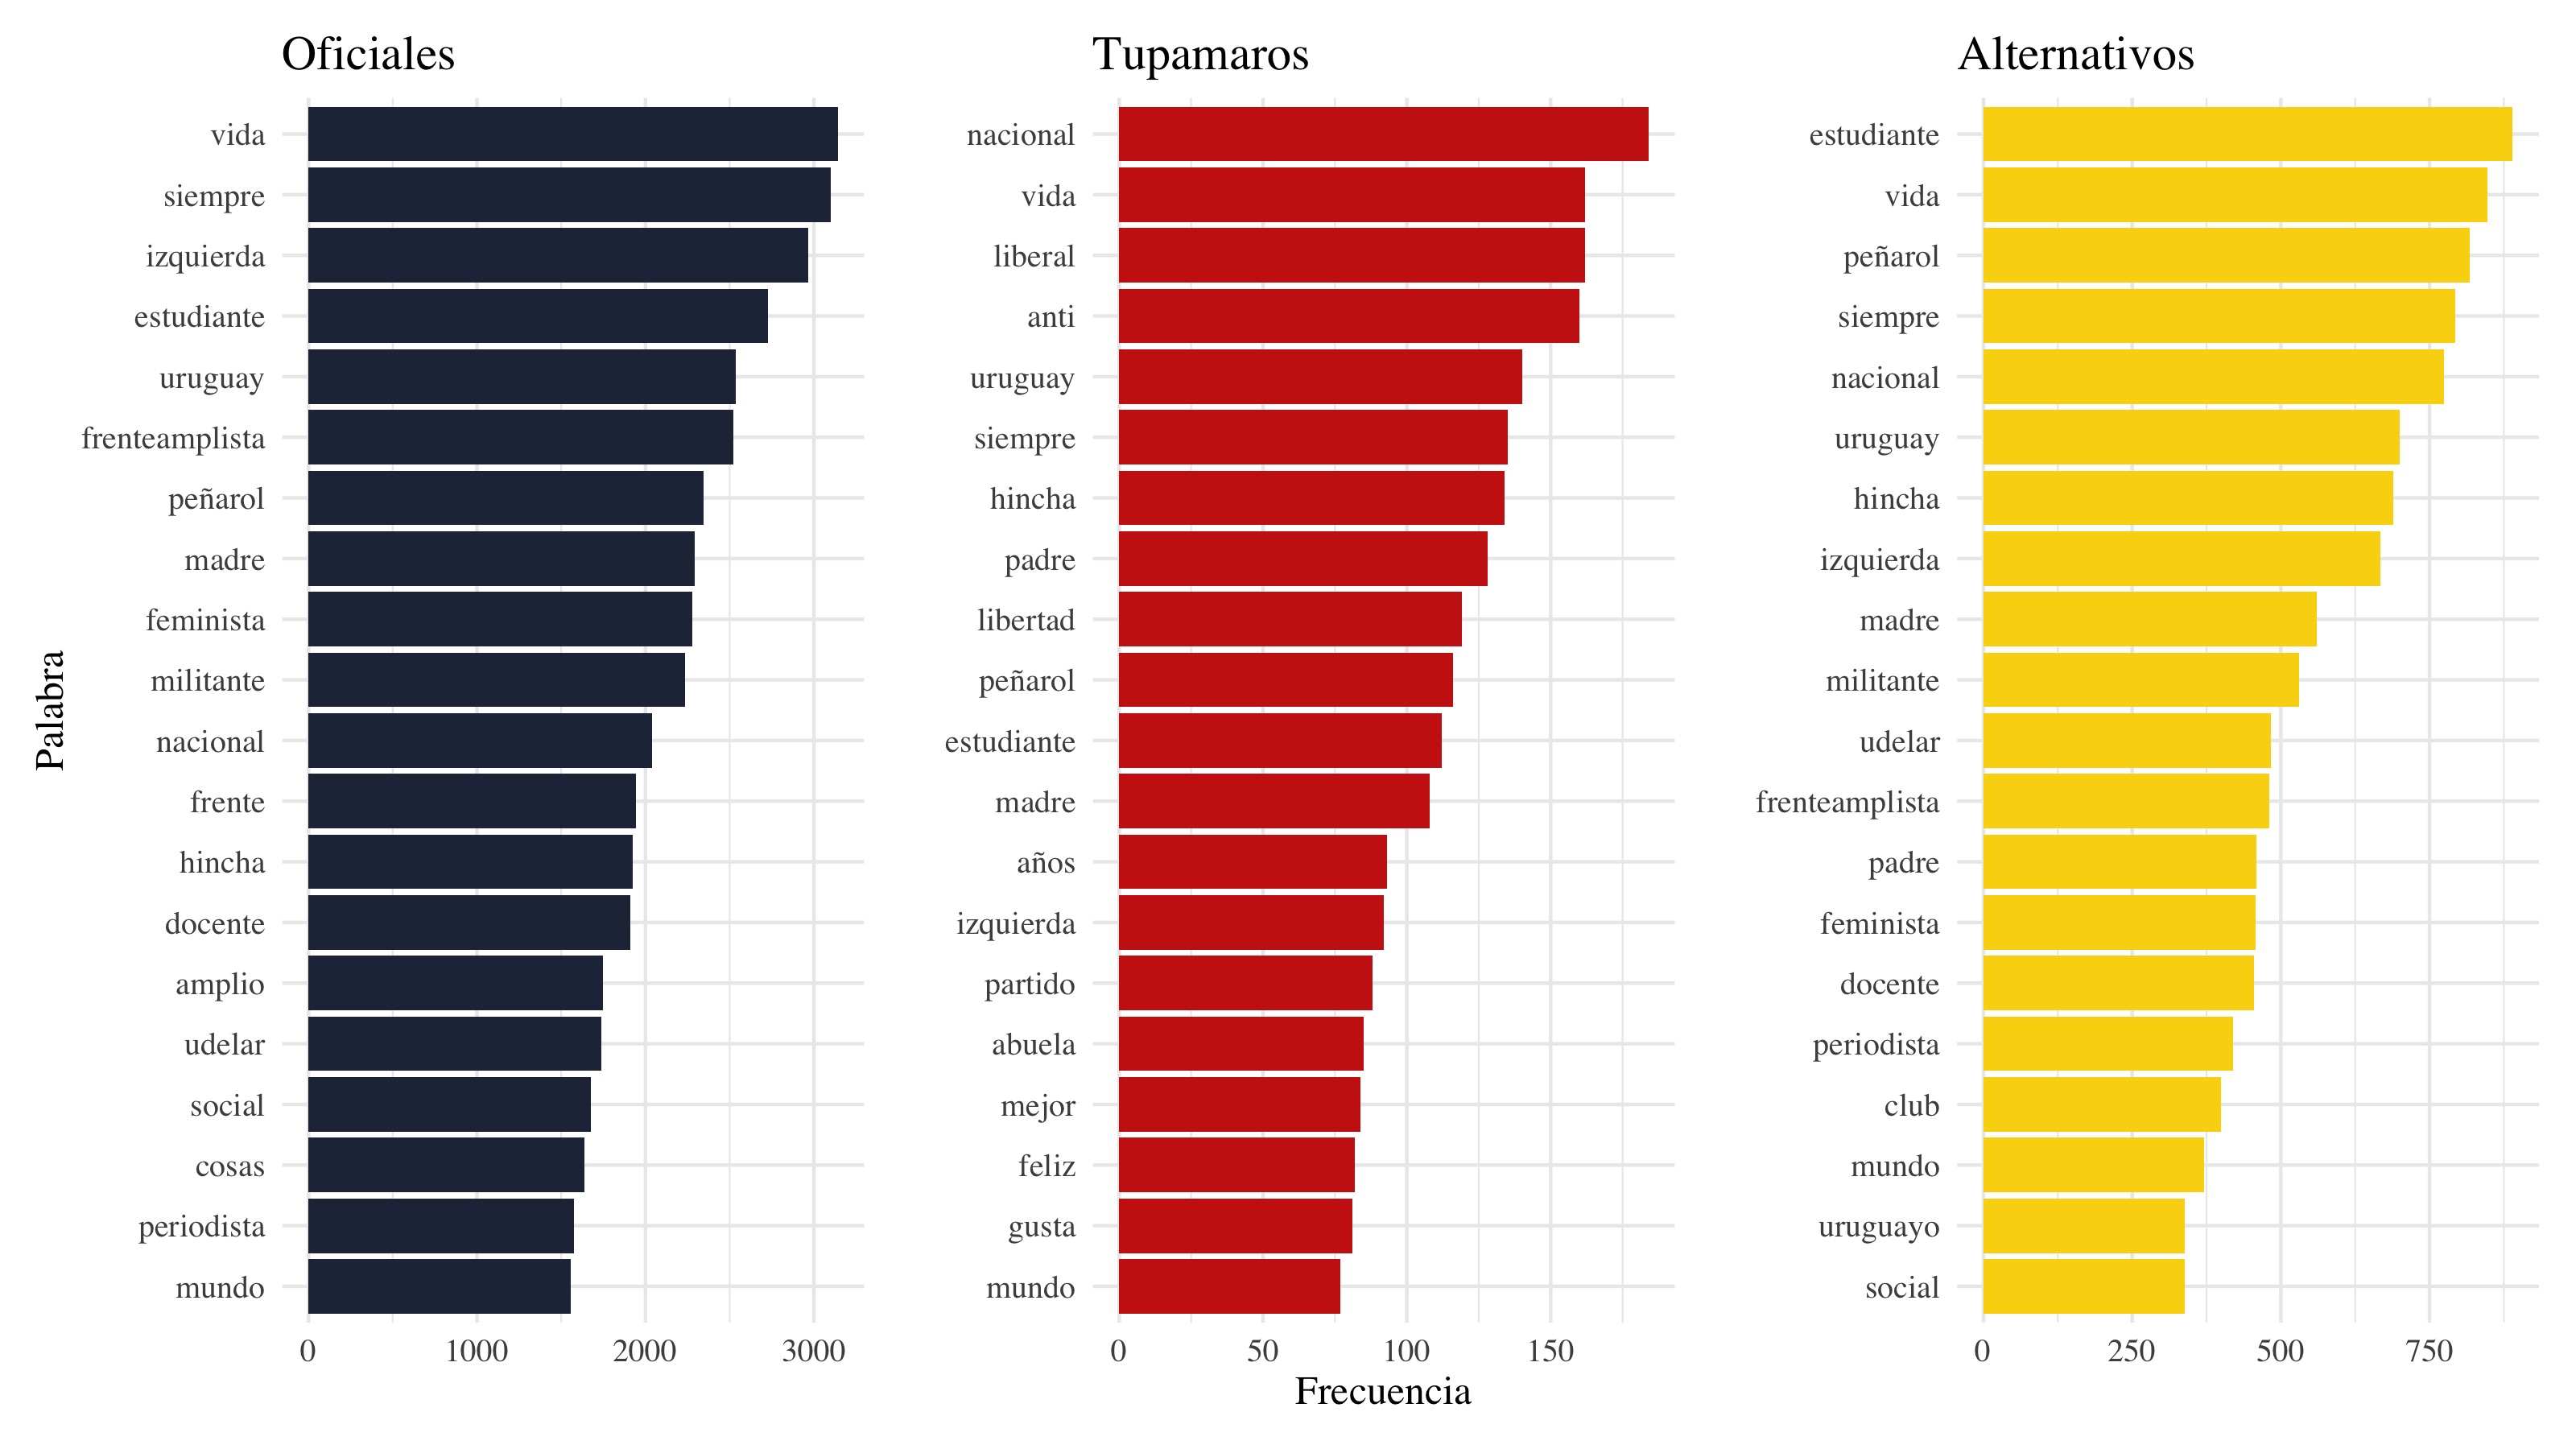 Oficiales
Tupamaros
Alternativos
Palabra
vida
siempre
izquierda
estudiante
uruguay
frenteamplista
peñarol
madre
feminista
militante
nacional
frente
hincha
docente
amplio
udelar
social
cosas
periodista
mundo
0 1000 2000 3000
nacional
vida
liberal
anti
uruguay
siempre
hincha
padre
libertad
peñarol
estudiante
madre
años
izquierda
partido
abuela
mejor
feliz
gusta
mundo
0 50 100 150
estudiante
vida
peñarol
siempre
nacional
uruguay
hincha
izquierda
madre
militante
udelar
frenteamplista
padre
feminista
docente
periodista
club
mundo
uruguayo
social
0 250 500 750
Frecuencia